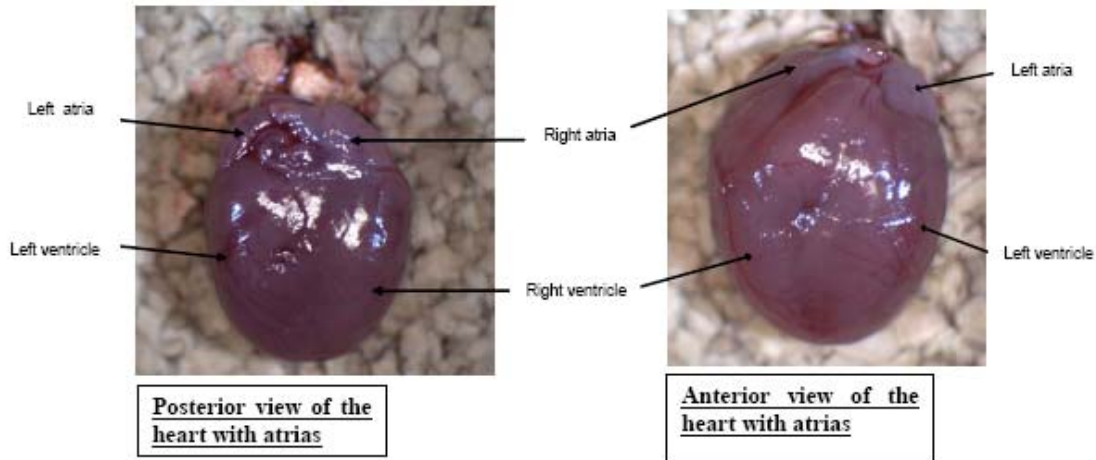 Left atria
Left ventricle
Right atria
Right ventricle
Left atria
Left ventricle
Posterior view of the
heart with atrias
Anterior view of the
heart with atrias